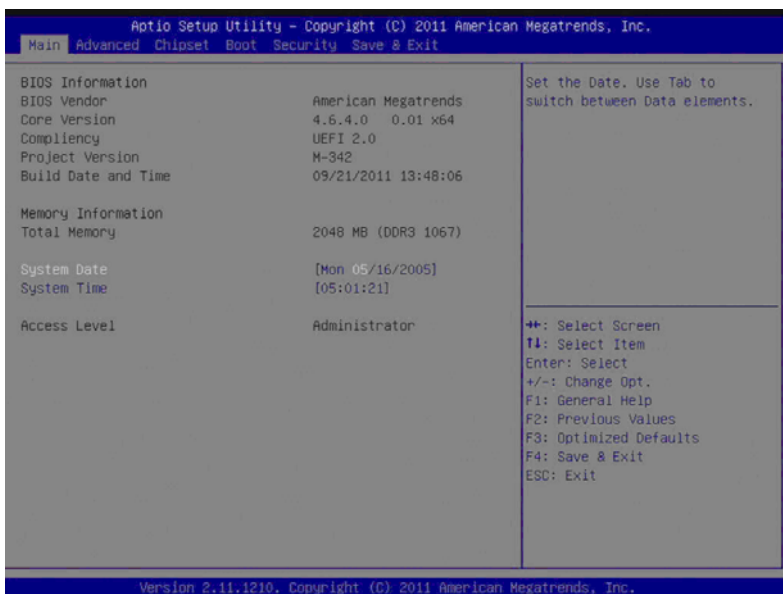 Aptio Setup Utility – Copyright (C) 2011 American Megatrends, Inc.
Main Advanced Chipset Boot Security Save & Exit
BIOS Information
BIOS Vendor American Megatrends
Core Version 4.6.4.0 0.01 x64
Compliency UEFI 2.0
Project Version M-342
Build Date and Time 09/21/2011 13:48:06
Memory Information
Total Memory 2048 MB (DDR3 1067)
System Date [Mon 05/16/2005]
System Time [05:01:21]
Access Level Administrator
Set the Date. Use Tab to
switch between Data elements.
→←: Select Screen
↑↓: Select Item
Enter: Select
+/-: Change Opt.
F1: General Help
F2: Previous Values
F3: Optimized Defaults
F4: Save & Exit
ESC: Exit
Version 2.11.1210. Copyright (C) 2011 American Megatrends, Inc.